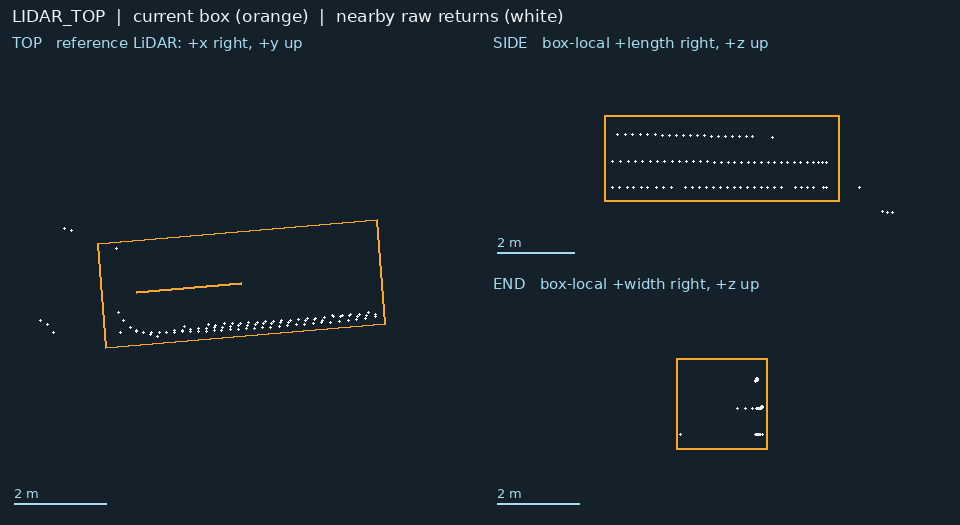 LIDAR_TOP | current box (orange) | nearby raw returns (white)
TOP reference LiDAR: +x right, +y up
SIDE box-local +length right, +z up
2 m
END box-local +width right, +z up
2 m
2 m